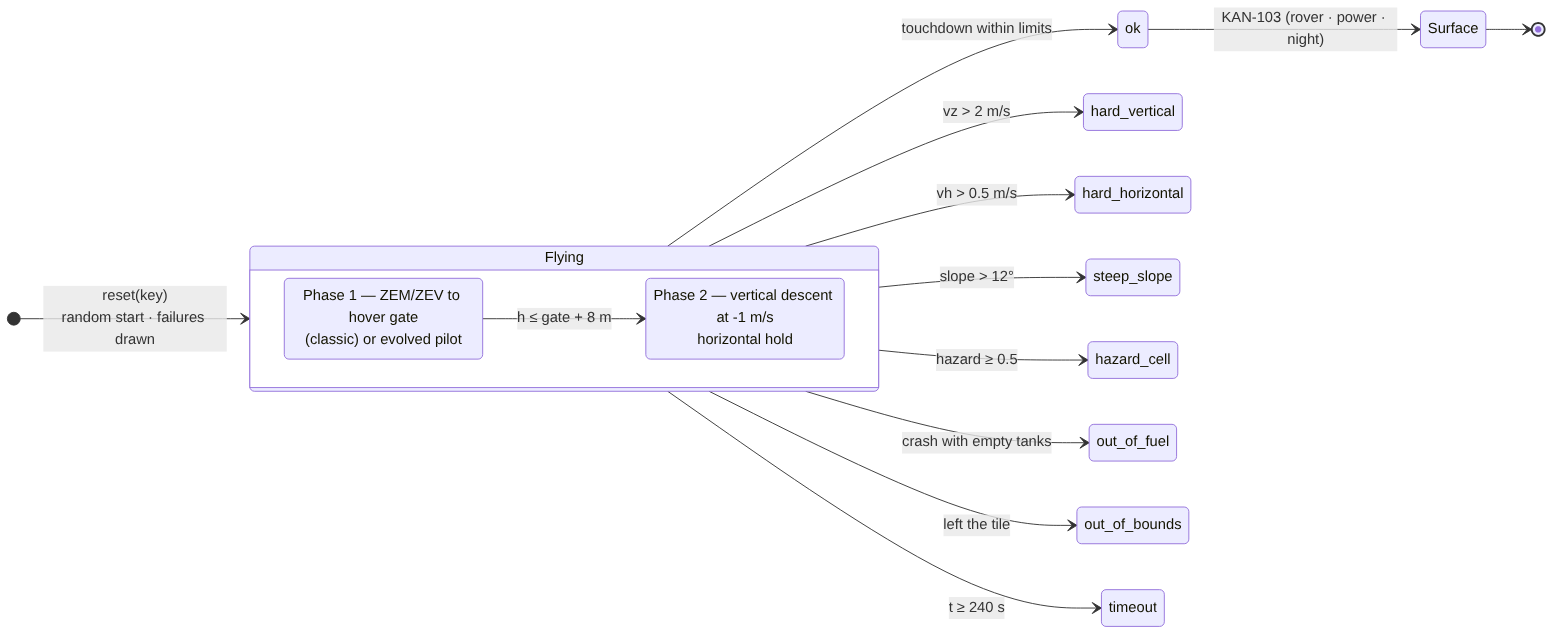 touchdown within limits
ok
KAN-103 (rover · power ·
night)
Surface
vz > 2 m/s
hard_vertical
vh > 0.5 m/s
hard_horizontal
Flying
reset(key)
random start · failures
drawn
Phase 1 — ZEM/ZEV to
hover gate
(classic) or evolved pilot
h ≤ gate + 8 m
Phase 2 — vertical descent
at -1 m/s
horizontal hold
slope > 12°
steep_slope
hazard ≥ 0.5
hazard_cell
crash with empty tanks
out_of_fuel
left the tile
out_of_bounds
t ≥ 240 s
timeout